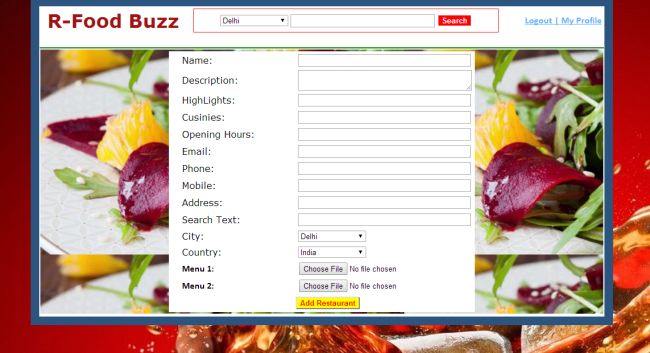 R-Food Buzz Delhi Search Logout | My Profile
Name:
Description:
HighLights:
Cusinies:
Opening Hours:
Email:
Phone:
Mobile:
Address:
Search Text:
City: Delhi
Country: India
Menu 1: Choose File No file chosen
Menu 2: Choose File No file chosen
Add Restaurant